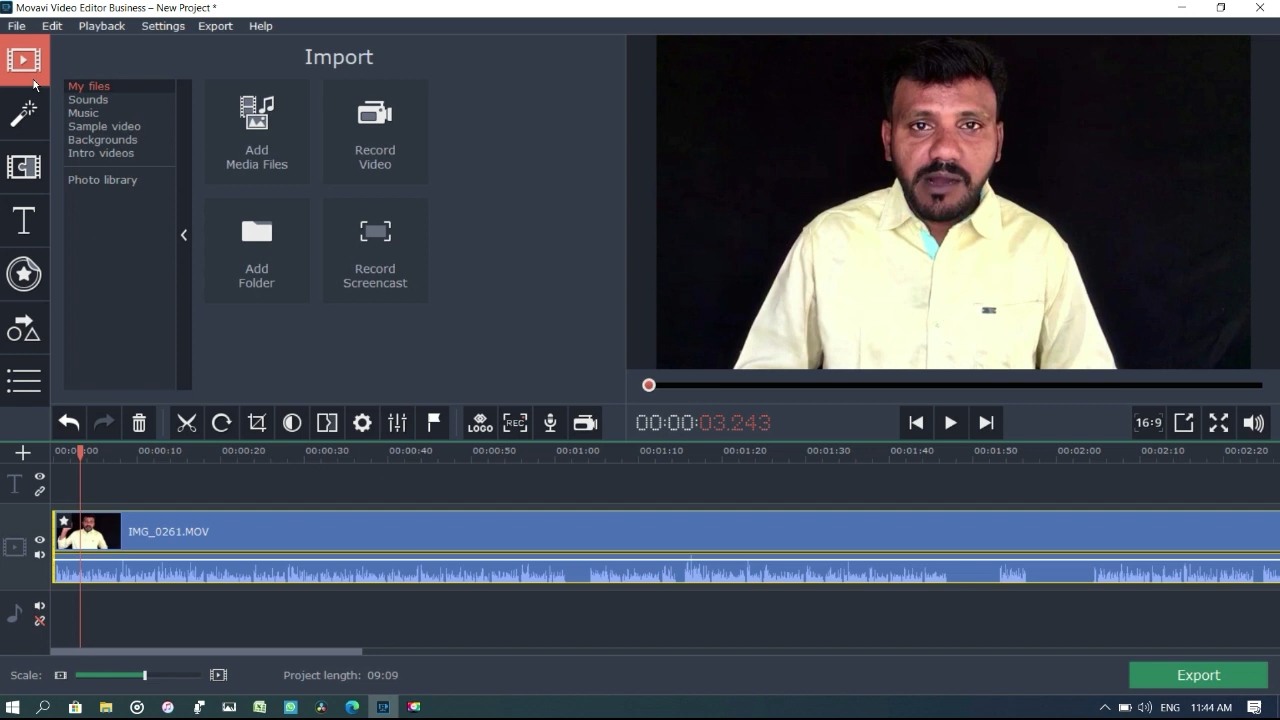 Movavi Video Editor Business – New Project *
File Edit Playback Settings Export Help
Import
My files
Sounds
Music
Sample video
Backgrounds
Intro videos
Photo library
Add
Media Files
Record
Video
Add
Folder
Record
Screencast
LOGO
REC
00:00:03.243
16:9
00:00:00 00:00:10 00:00:20 00:00:30 00:00:40 00:00:50 00:01:00 00:01:10 00:01:20 00:01:30 00:01:40 00:01:50 00:02:00 00:02:10 00:02:20
IMG_0261.MOV
Scale:
Project length: 09:09
Export
ENG
11:44 AM